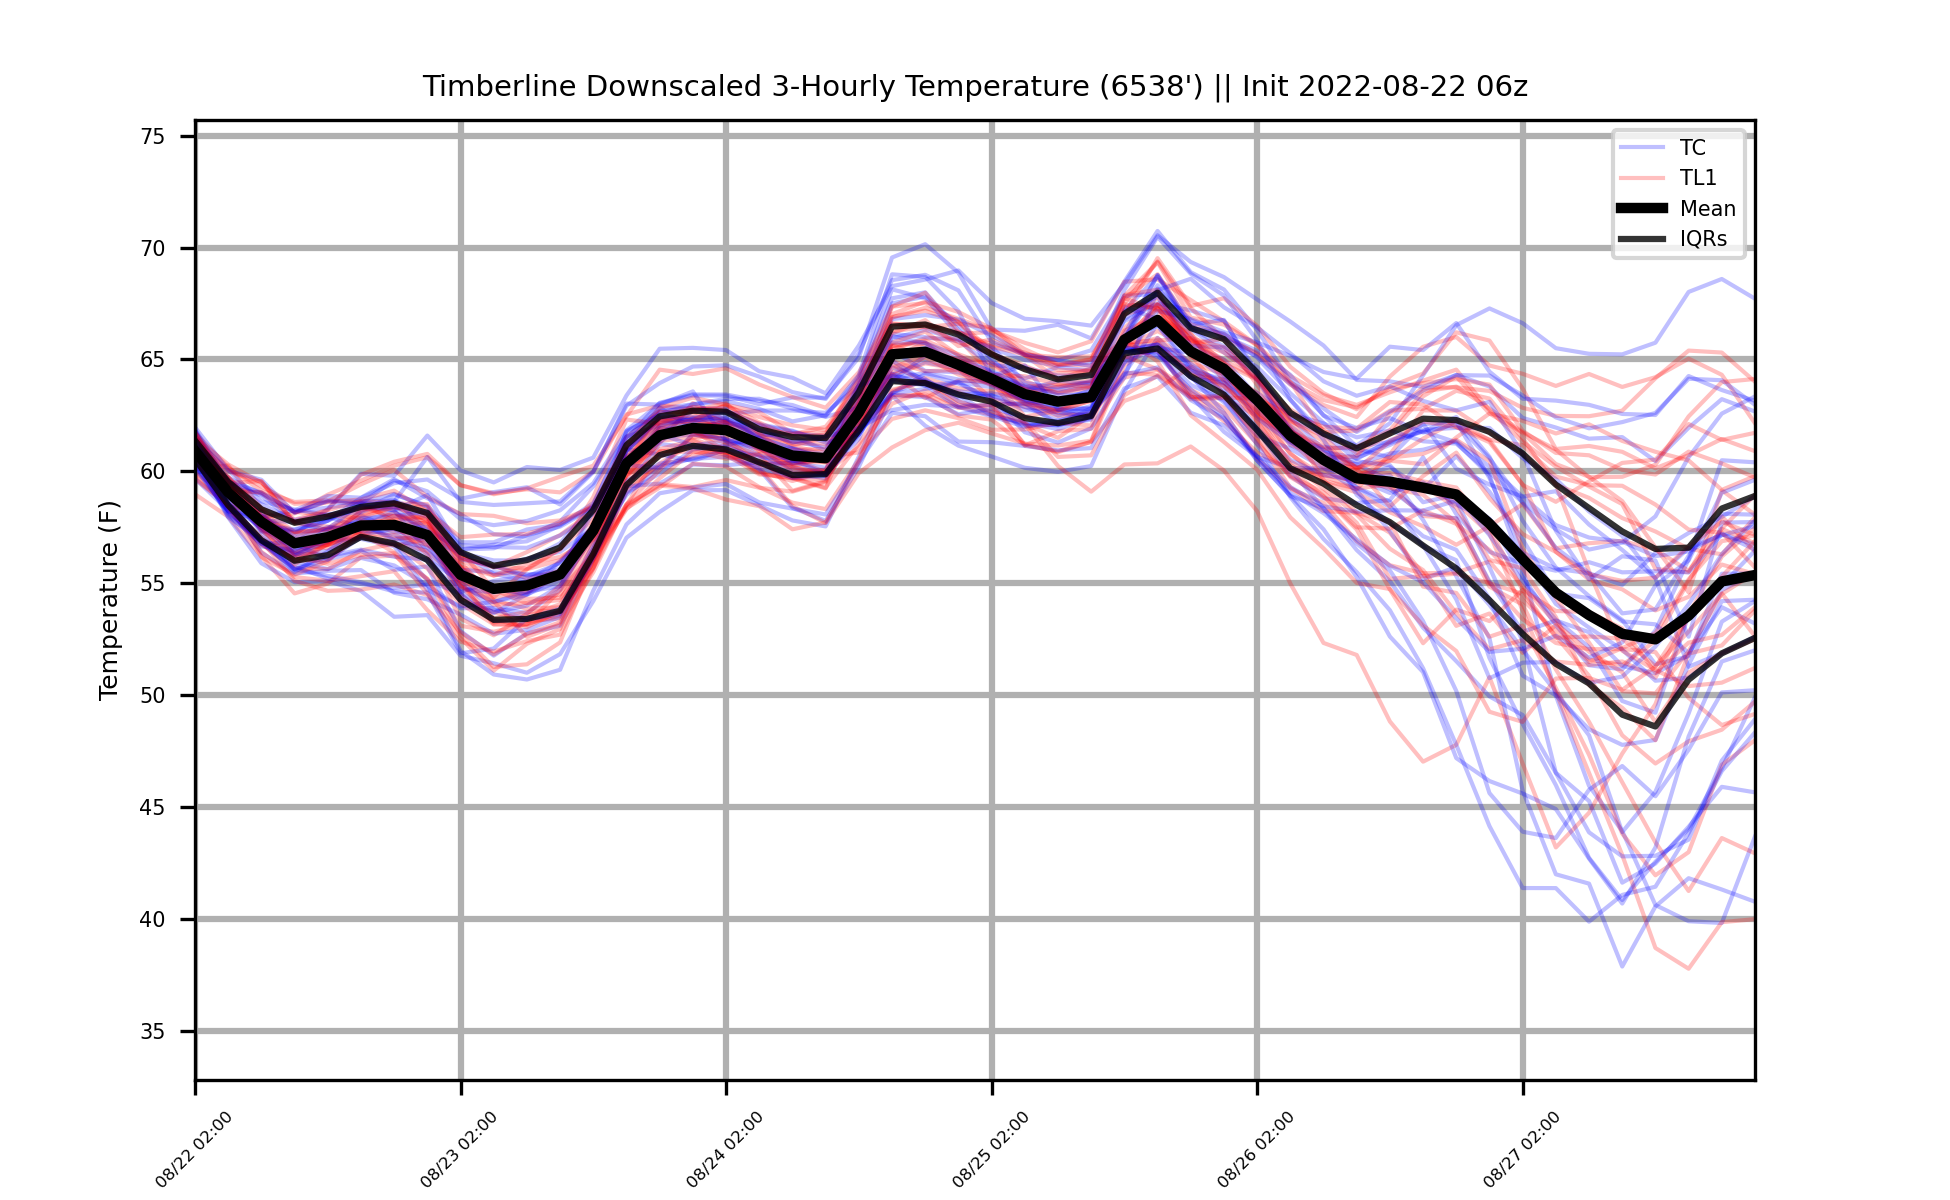 Timberline Downscaled 3-Hourly Temperature (6538') || Init 2022-08-22 06z
TC
TL1
Mean
IQRs
Temperature (F)
75
70
65
60
55
50
45
40
35
08/22 02:00
08/23 02:00
08/24 02:00
08/25 02:00
08/26 02:00
08/27 02:00